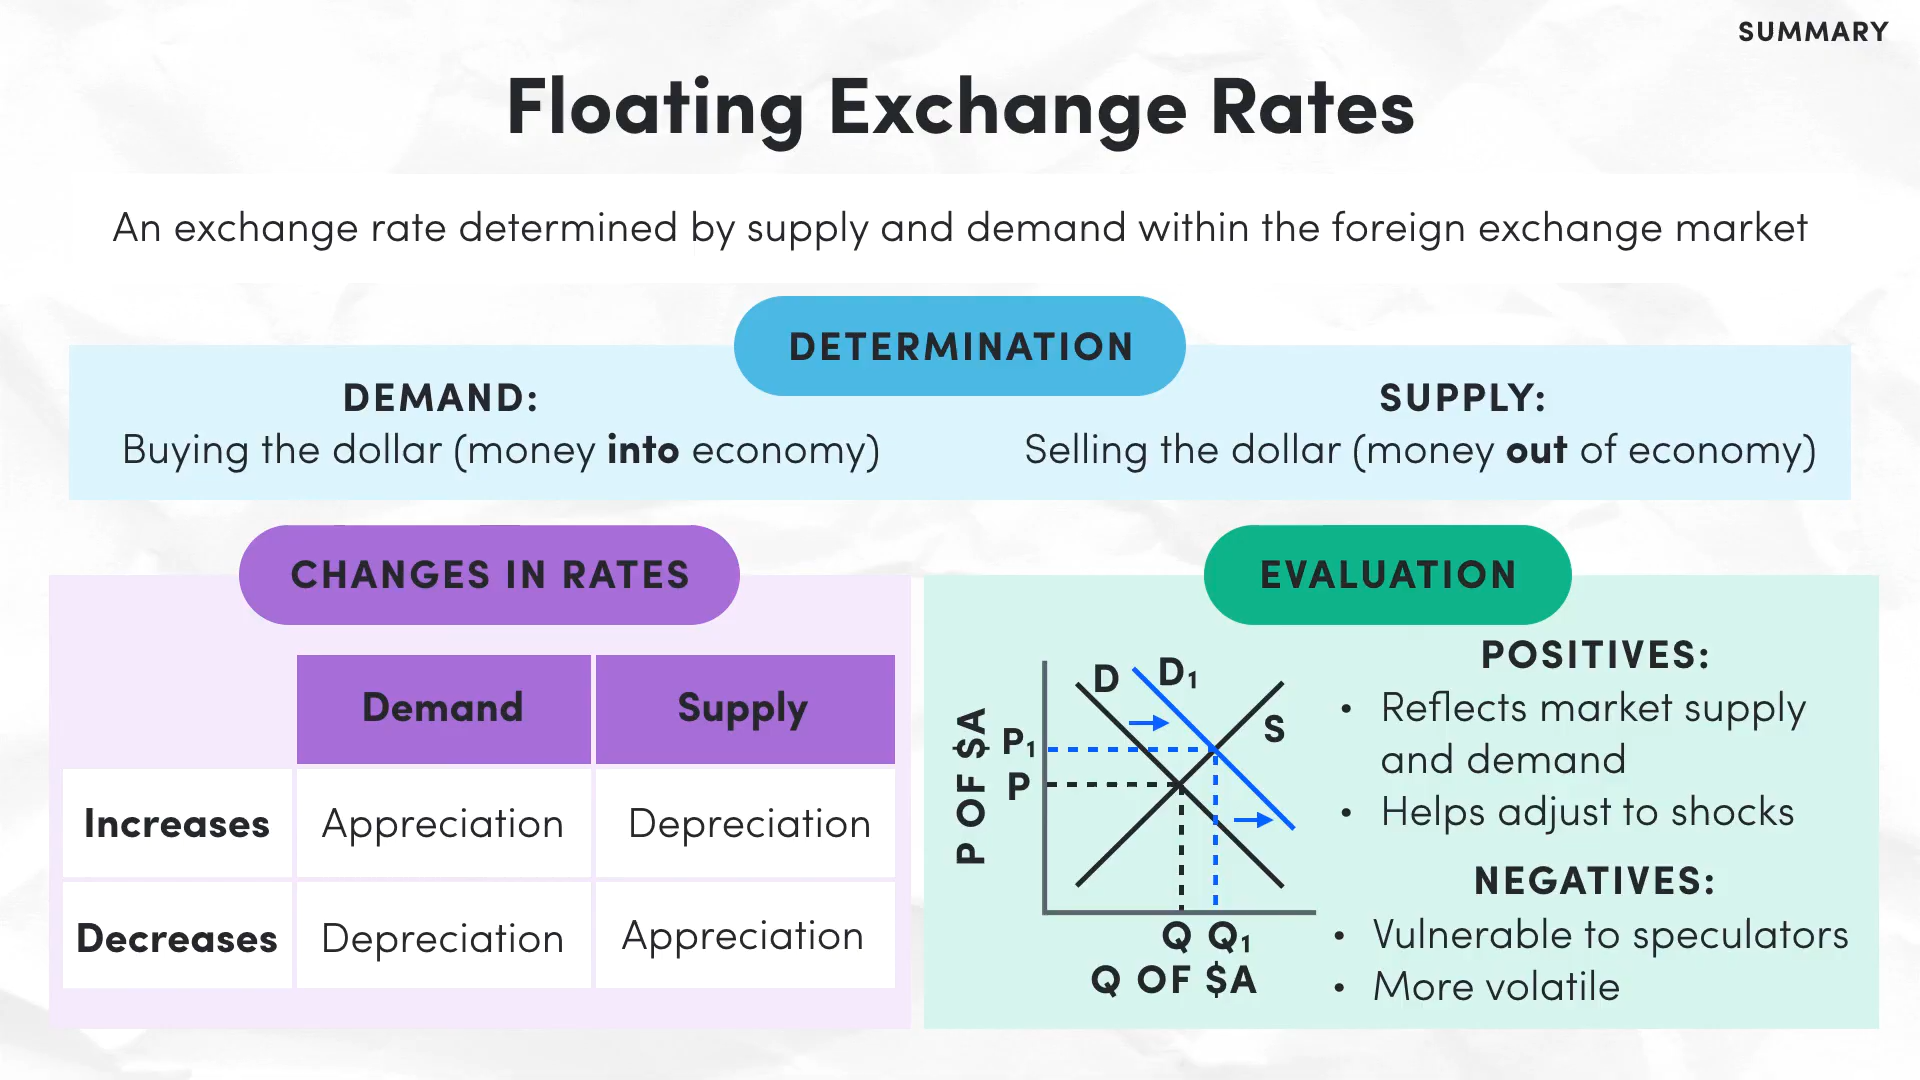 SUMMARY
Floating Exchange Rates
An exchange rate determined by supply and demand within the foreign exchange market
DETERMINATION
DEMAND:
Buying the dollar (money into economy)
SUPPLY:
Selling the dollar (money out of economy)
CHANGES IN RATES
Demand
Supply
Increases
Appreciation
Depreciation
Decreases
Depreciation
Appreciation
EVALUATION
P OF $A
D
D₁
S
P₁
P
Q
Q₁
Q OF $A
POSITIVES:
• Reflects market supply
and demand
• Helps adjust to shocks
NEGATIVES:
• Vulnerable to speculators
• More volatile